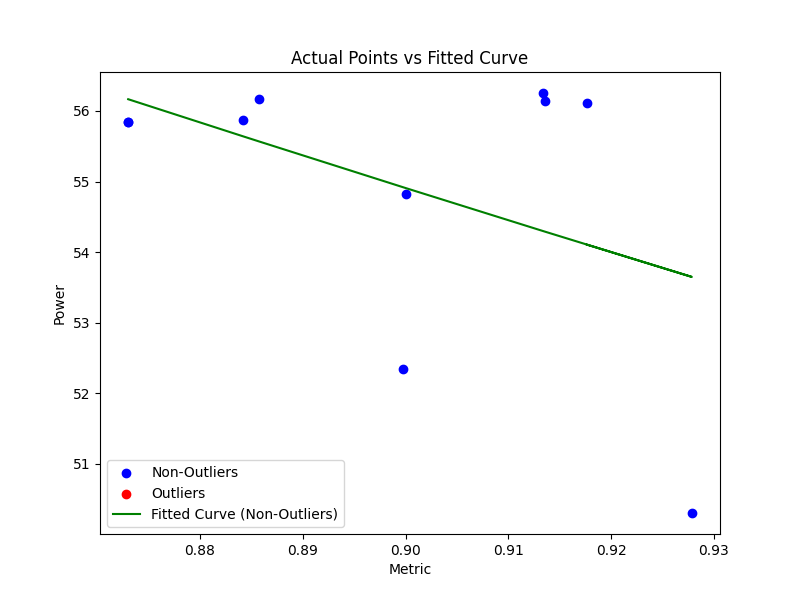 Actual Points vs Fitted Curve
Power
56
55
54
53
52
51
Non-Outliers
Outliers
Fitted Curve (Non-Outliers)
0.88 0.89 0.90 0.91 0.92 0.93
Metric